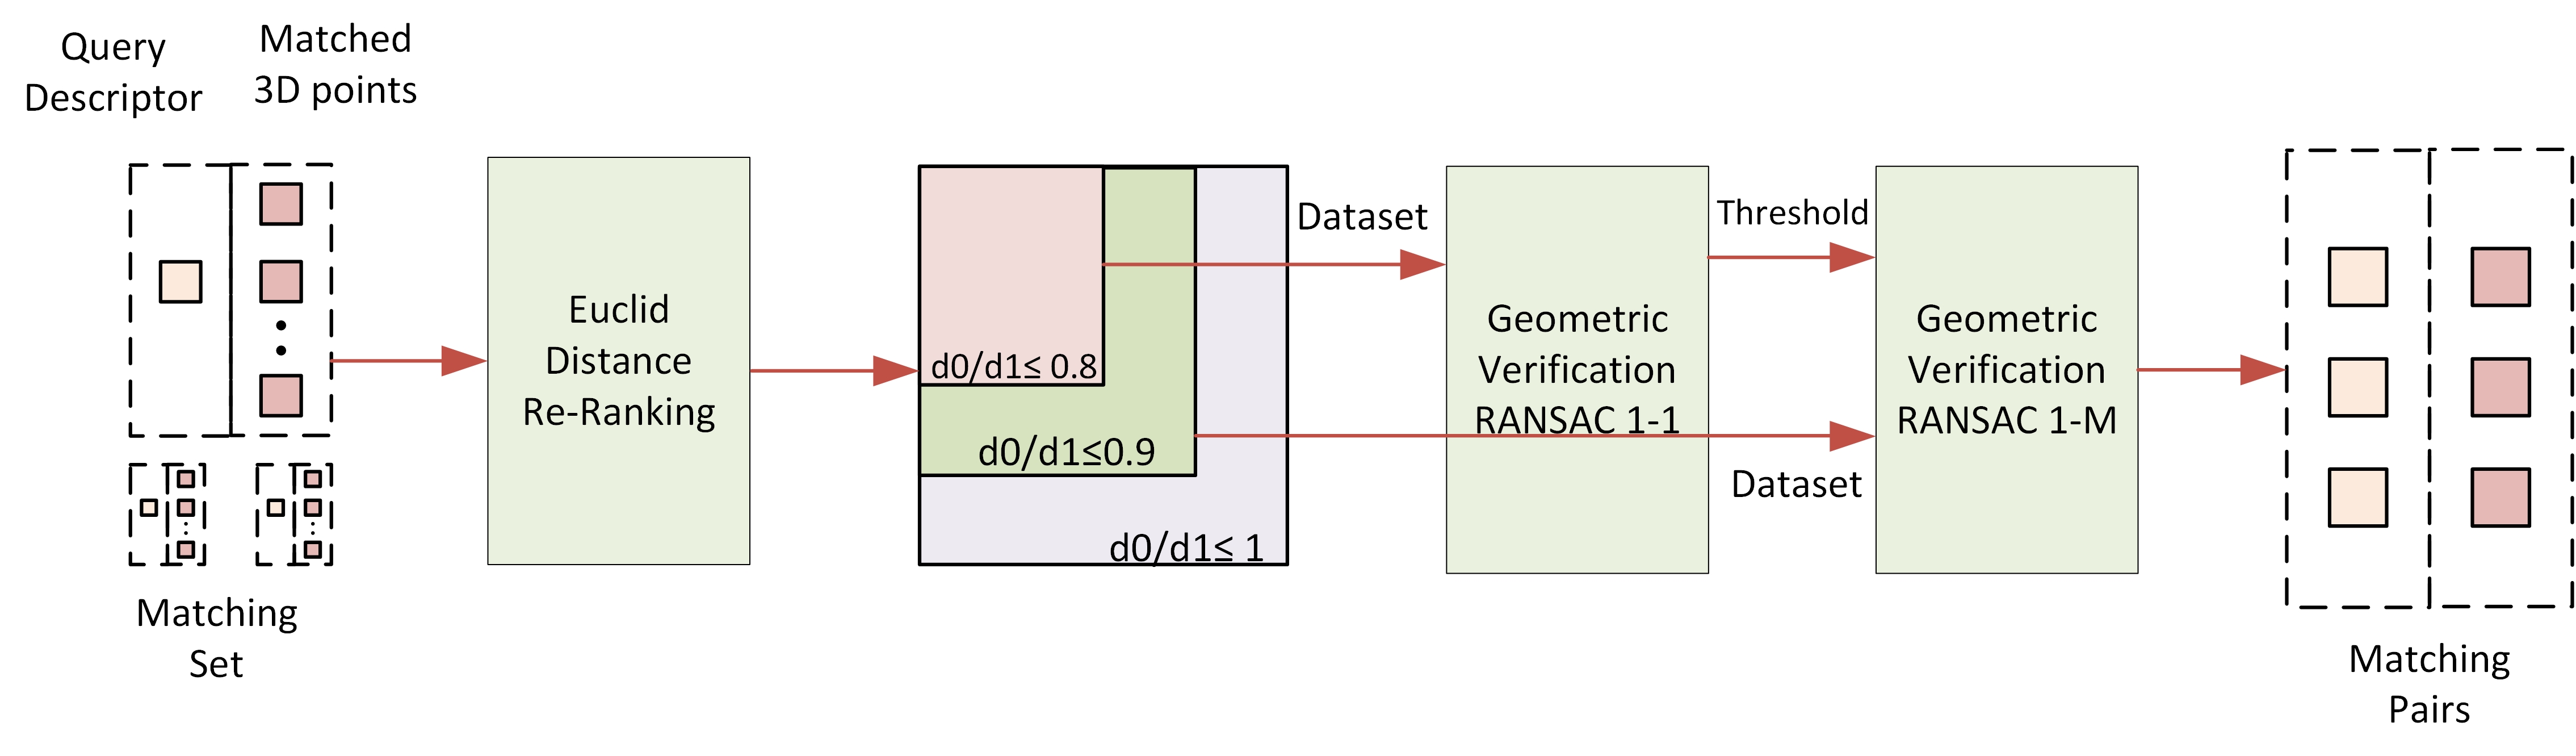 Query
Descriptor
Matched
3D points
Matching
Set
Euclid
Distance
Re-Ranking
d0/d1≤ 0.8
d0/d1≤0.9
d0/d1≤ 1
Dataset
Geometric
Verification
RANSAC 1-1
Threshold
Dataset
Geometric
Verification
RANSAC 1-M
Matching
Pairs